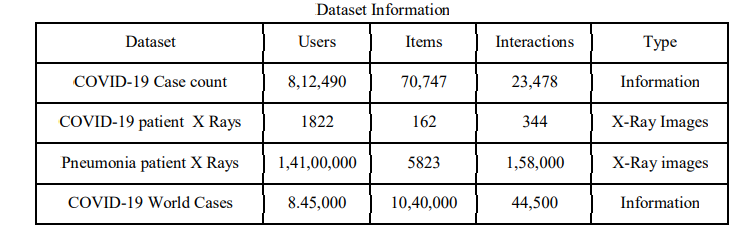 Dataset Information
Dataset Users Items Interactions Type
COVID-19 Case count 8,12,490 70,747 23,478 Information
COVID-19 patient X Rays 1822 162 344 X-Ray Images
Pneumonia patient X Rays 1,41,00,000 5823 1,58,000 X-Ray images
COVID-19 World Cases 8.45,000 10,40,000 44,500 Information